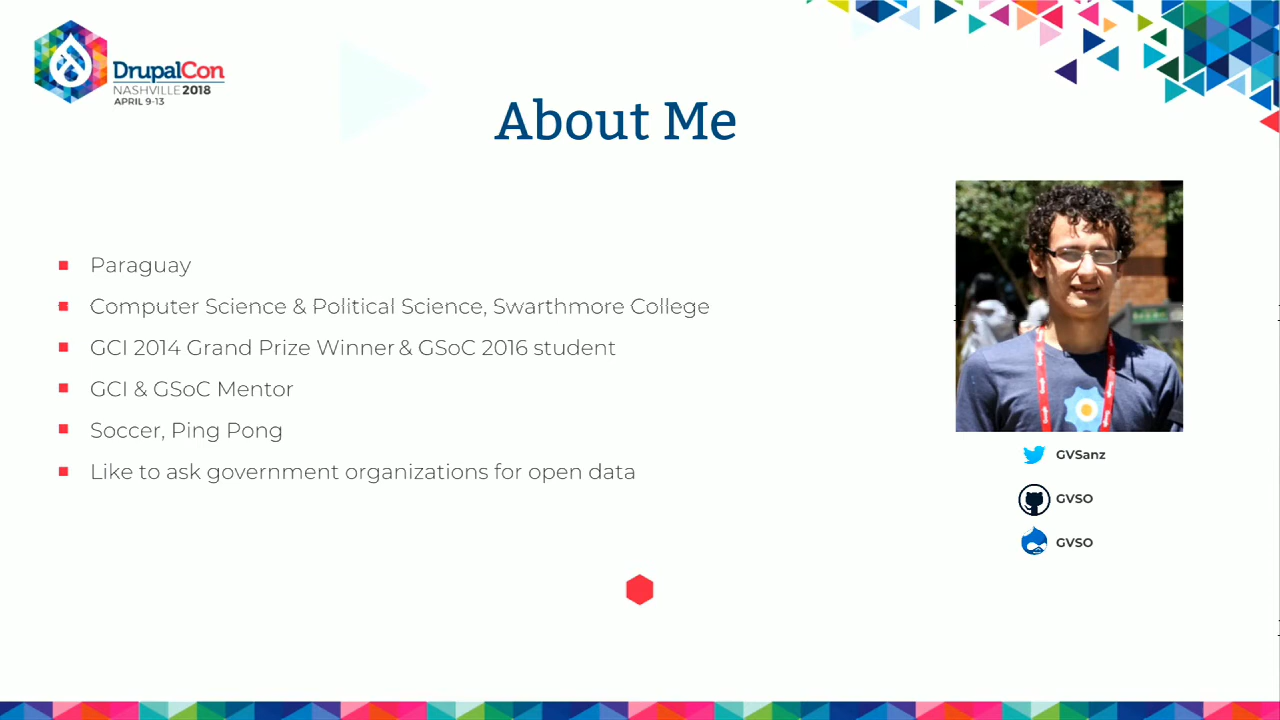 DrupalCon
NASHVILLE 2018
APRIL 9-13
About Me
Paraguay
Computer Science & Political Science, Swarthmore College
GCI 2014 Grand Prize Winner & GSoC 2016 student
GCI & GSoC Mentor
Soccer, Ping Pong
Like to ask government organizations for open data
Google
Google
GVSanz
GVSO
GVSO